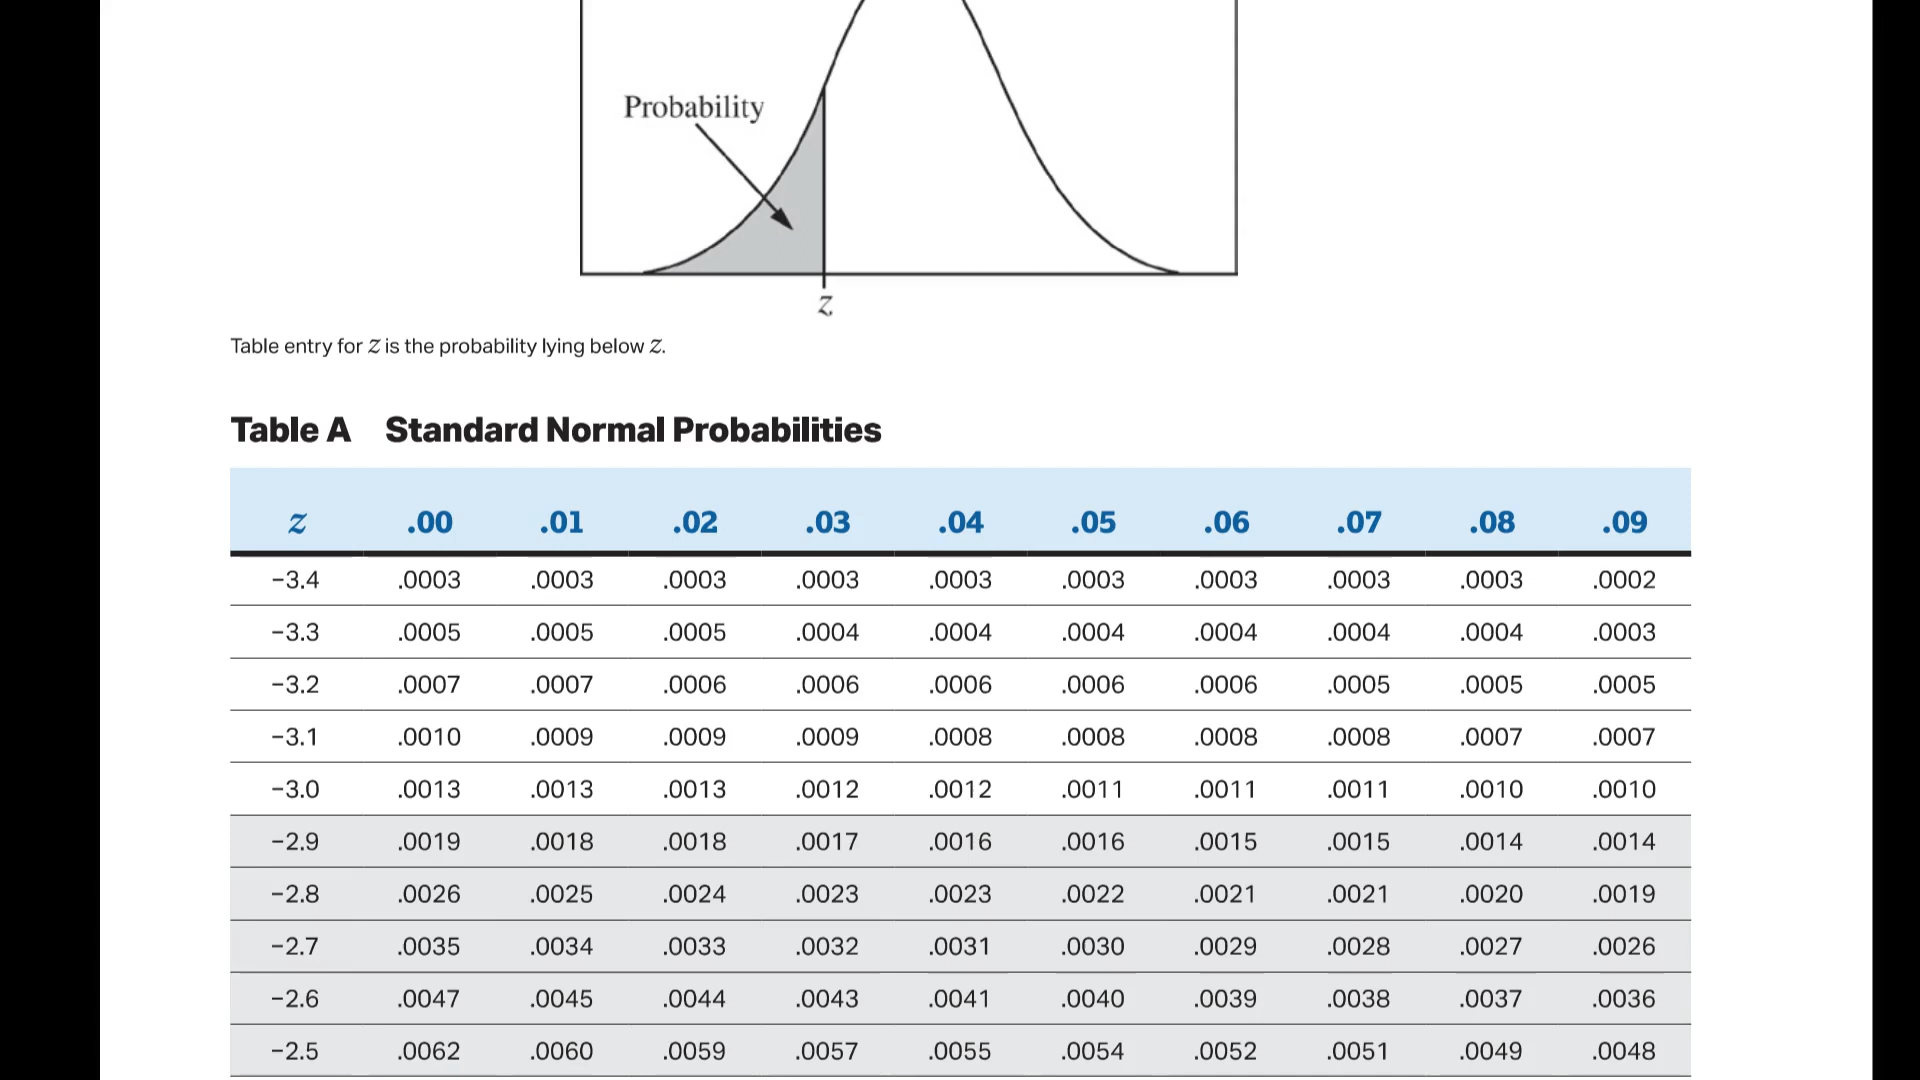 Probability
z
Table entry for z is the probability lying below z.
Table A Standard Normal Probabilities
z .00 .01 .02 .03 .04 .05 .06 .07 .08 .09
−3.4 .0003 .0003 .0003 .0003 .0003 .0003 .0003 .0003 .0003 .0002
−3.3 .0005 .0005 .0005 .0004 .0004 .0004 .0004 .0004 .0004 .0003
−3.2 .0007 .0007 .0006 .0006 .0006 .0006 .0006 .0005 .0005 .0005
−3.1 .0010 .0009 .0009 .0009 .0008 .0008 .0008 .0008 .0007 .0007
−3.0 .0013 .0013 .0013 .0012 .0012 .0011 .0011 .0011 .0010 .0010
−2.9 .0019 .0018 .0018 .0017 .0016 .0016 .0015 .0015 .0014 .0014
−2.8 .0026 .0025 .0024 .0023 .0023 .0022 .0021 .0021 .0020 .0019
−2.7 .0035 .0034 .0033 .0032 .0031 .0030 .0029 .0028 .0027 .0026
−2.6 .0047 .0045 .0044 .0043 .0041 .0040 .0039 .0038 .0037 .0036
−2.5 .0062 .0060 .0059 .0057 .0055 .0054 .0052 .0051 .0049 .0048